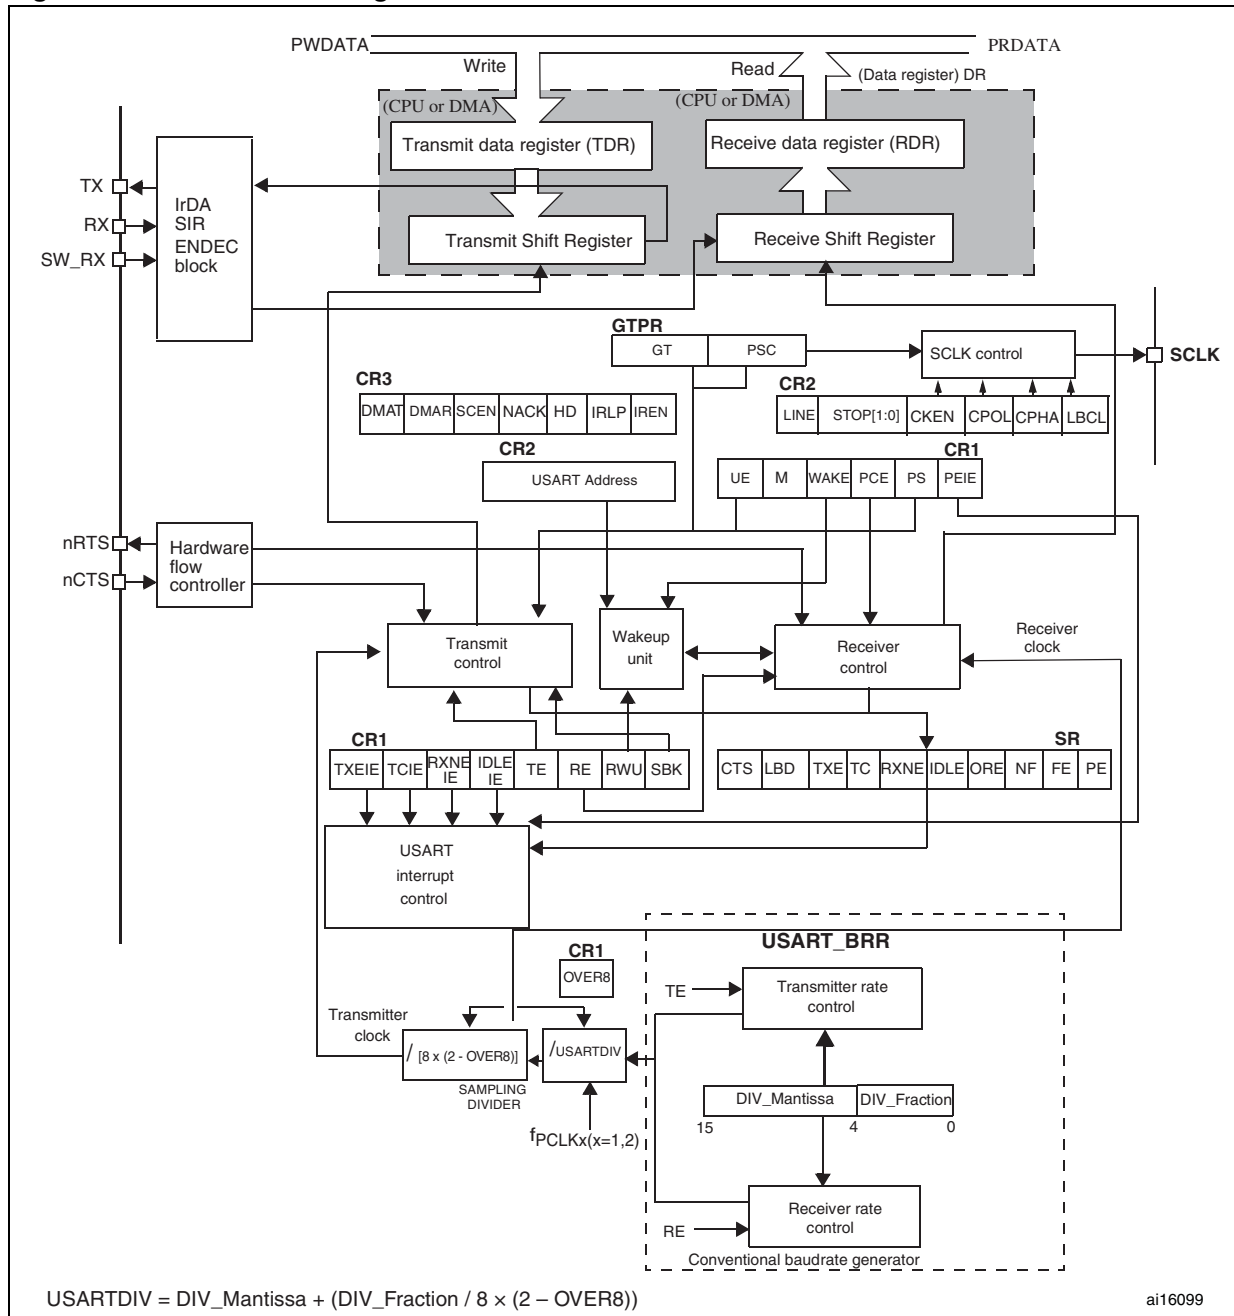 PWDATA
PRDATA
Write
Read
(Data register) DR
(CPU or DMA)
(CPU or DMA)
Transmit data register (TDR)
Receive data register (RDR)
TX
RX
SW_RX
IrDA
SIR
ENDEC
block
Transmit Shift Register
Receive Shift Register
GTPR
GT
PSC
SCLK control
SCLK
CR3
DMAT
DMAR
SCEN
NACK
HD
IRLP
IREN
CR2
LINE
STOP[1:0]
CKEN
CPOL
CPHA
LBCL
CR2
USART Address
CR1
UE
M
WAKE
PCE
PS
PEIE
nRTS
nCTS
Hardware
flow
controller
Transmit
control
Wakeup
unit
Receiver
control
Receiver
clock
CR1
TXEIE
TCIE
RXNE
IE
IDLE
IE
TE
RE
RWU
SBK
SR
CTS
LBD
TXE
TC
RXNE
IDLE
ORE
NF
FE
PE
USART
interrupt
control
CR1
OVER8
USART_BRR
TE
Transmitter rate
control
Transmitter
clock
/ [8 x (2 - OVER8)]
/USARTDIV
SAMPLING
DIVIDER
fPCLKx(x=1,2)
DIV_Mantissa
DIV_Fraction
15
4
0
Receiver rate
control
RE
Conventional baudrate generator
USARTDIV = DIV_Mantissa + (DIV_Fraction / 8 × (2 – OVER8))
ai16099